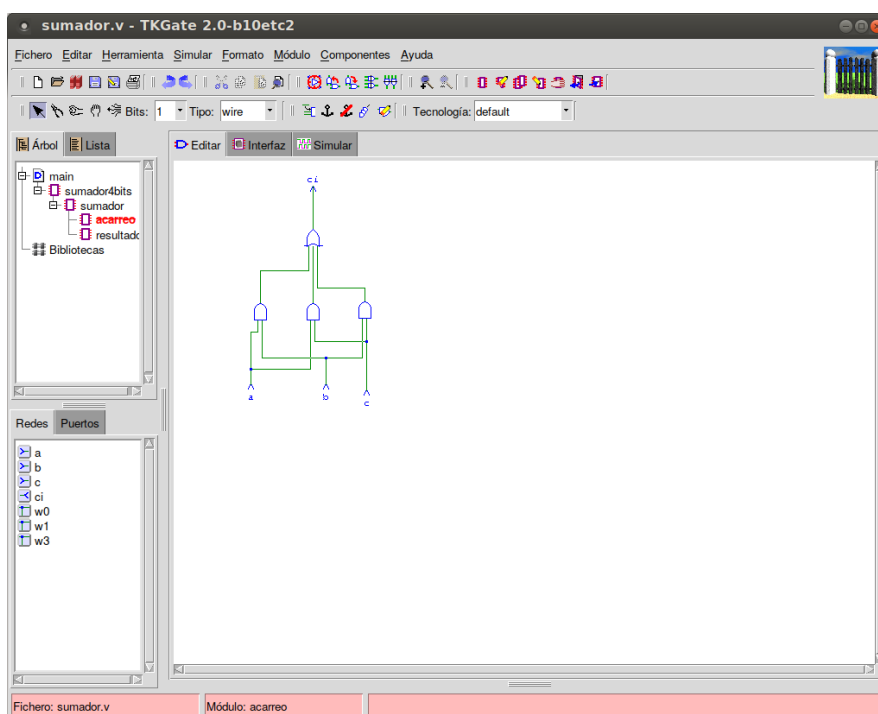 sumador.v - TKGate 2.0-b10etc2
Fichero Editar Herramienta Simular Formato Módulo Componentes Ayuda
Bits: 1 Tipo: wire Tecnología: default
Árbol Lista Editar Interfaz Simular
main
sumador4bits
sumador
acarreo
resultado
Bibliotecas
ci
a b c
Redes Puertos
a
b
c
ci
w0
w1
w3
Fichero: sumador.v Módulo: acarreo